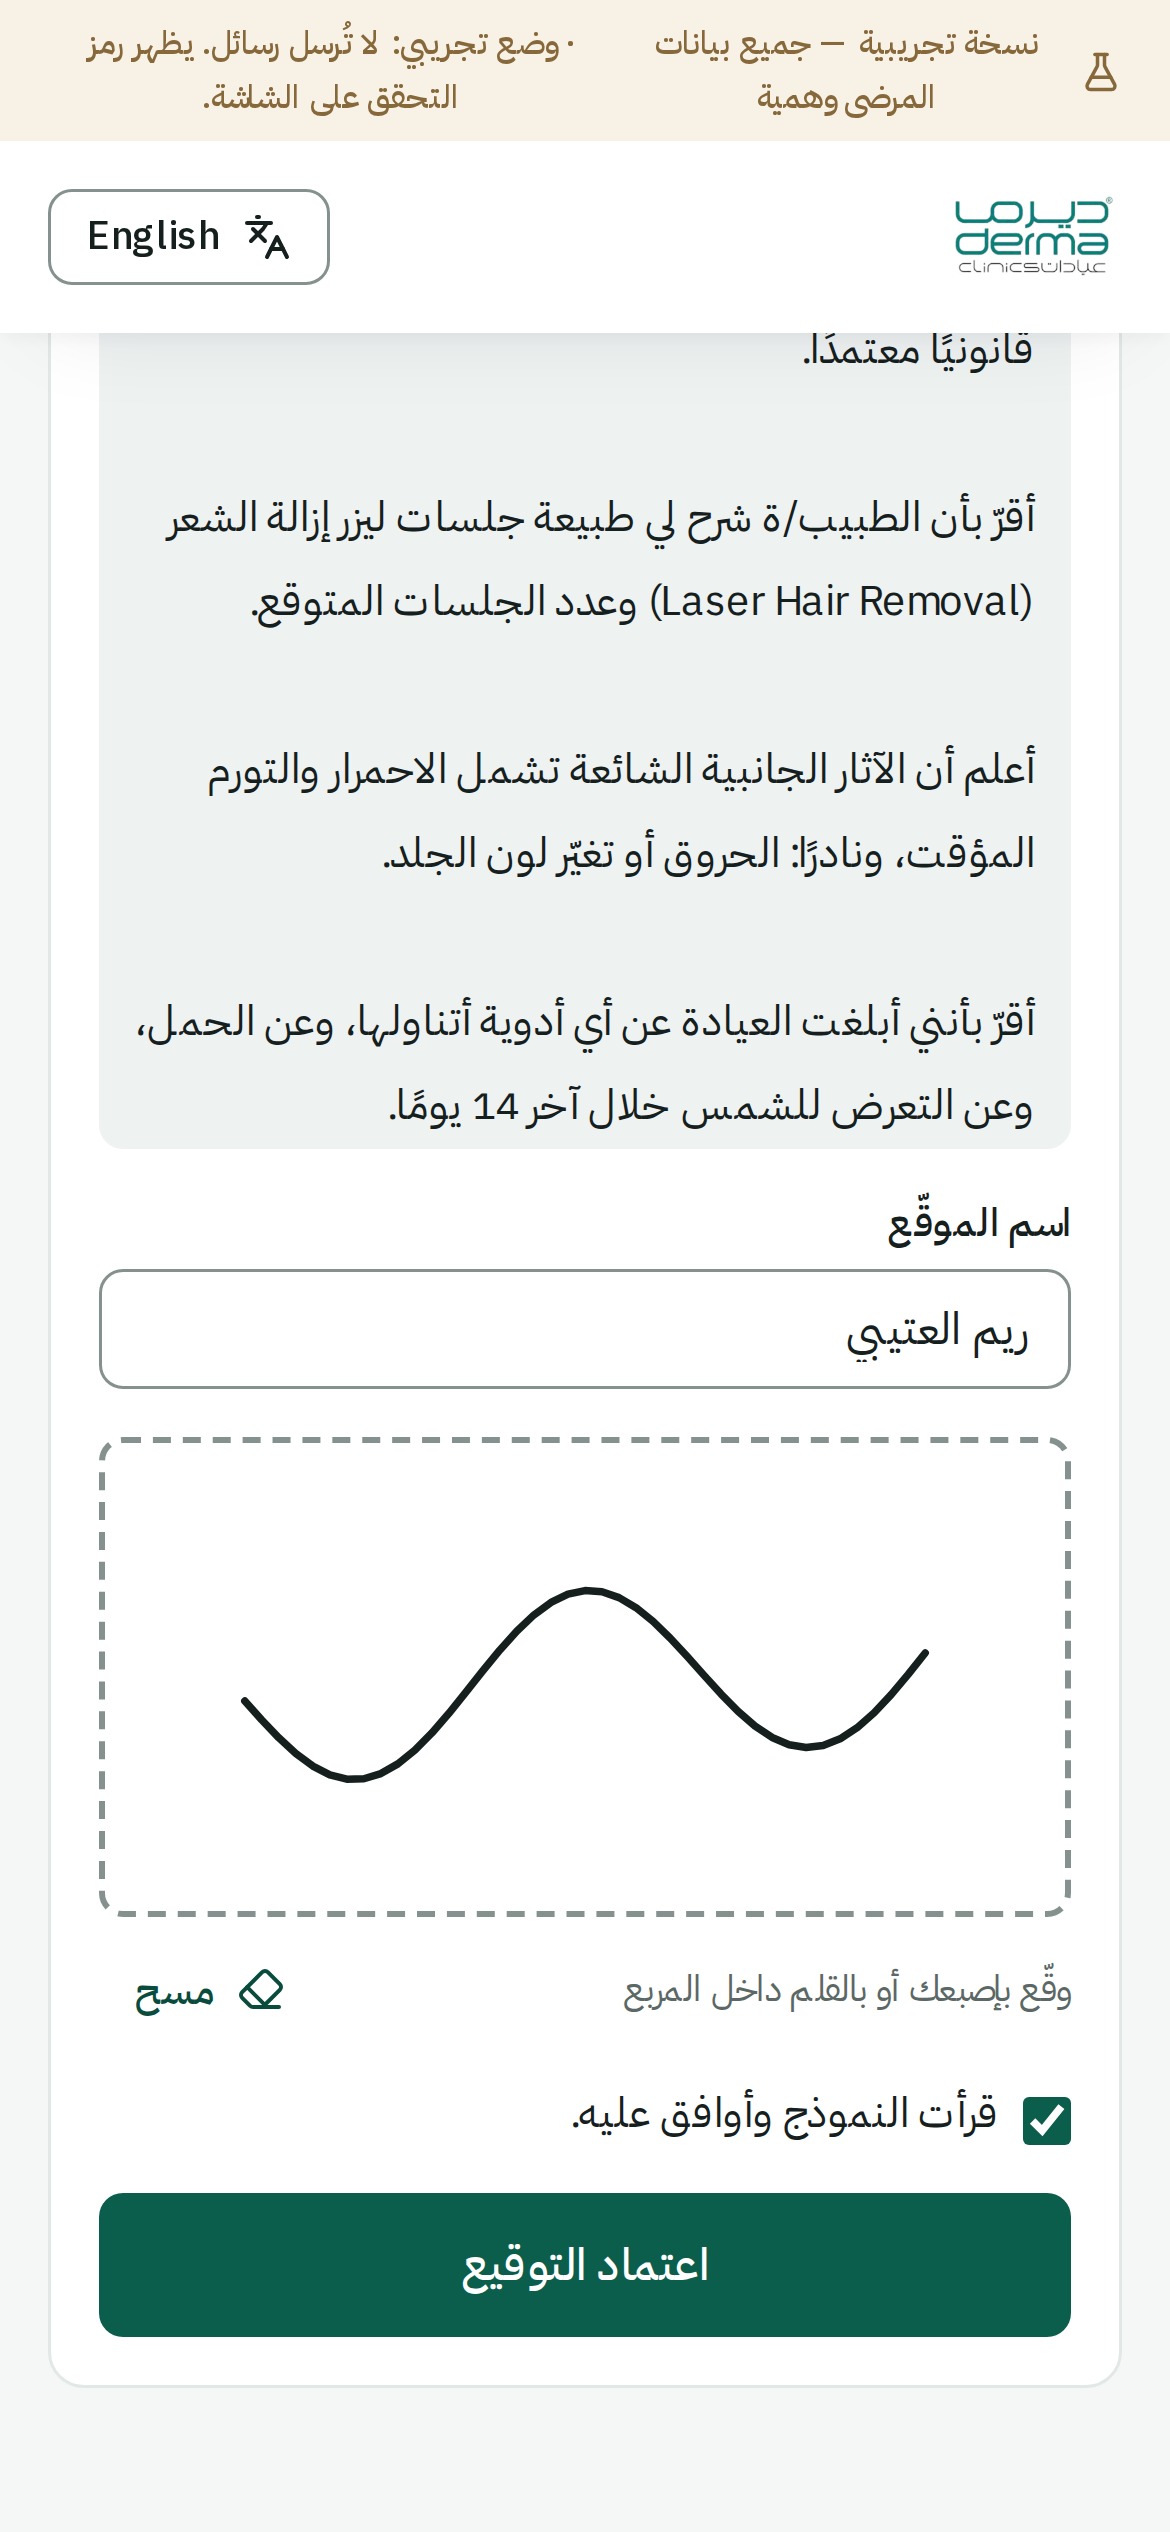 نسخة تجريبية — جميع بيانات
المرضى وهمية
· وضع تجريبي: لا تُرسل رسائل. يظهر رمز
التحقق على الشاشة.
ديرما
derma
clinics عيادات
English
قانونيًا معتمدًا.
أقرّ بأن الطبيب/ة شرح لي طبيعة جلسات ليزر إزالة الشعر
(Laser Hair Removal) وعدد الجلسات المتوقع.
أعلم أن الآثار الجانبية الشائعة تشمل الاحمرار والتورم
المؤقت، ونادرًا: الحروق أو تغيّر لون الجلد.
أقرّ بأنني أبلغت العيادة عن أي أدوية أتناولها، وعن الحمل،
وعن التعرض للشمس خلال آخر 14 يومًا.
اسم الموقّع
ريم العتيبي
وقّع بإصبعك أو بالقلم داخل المربع
مسح
قرأت النموذج وأوافق عليه.
اعتماد التوقيع